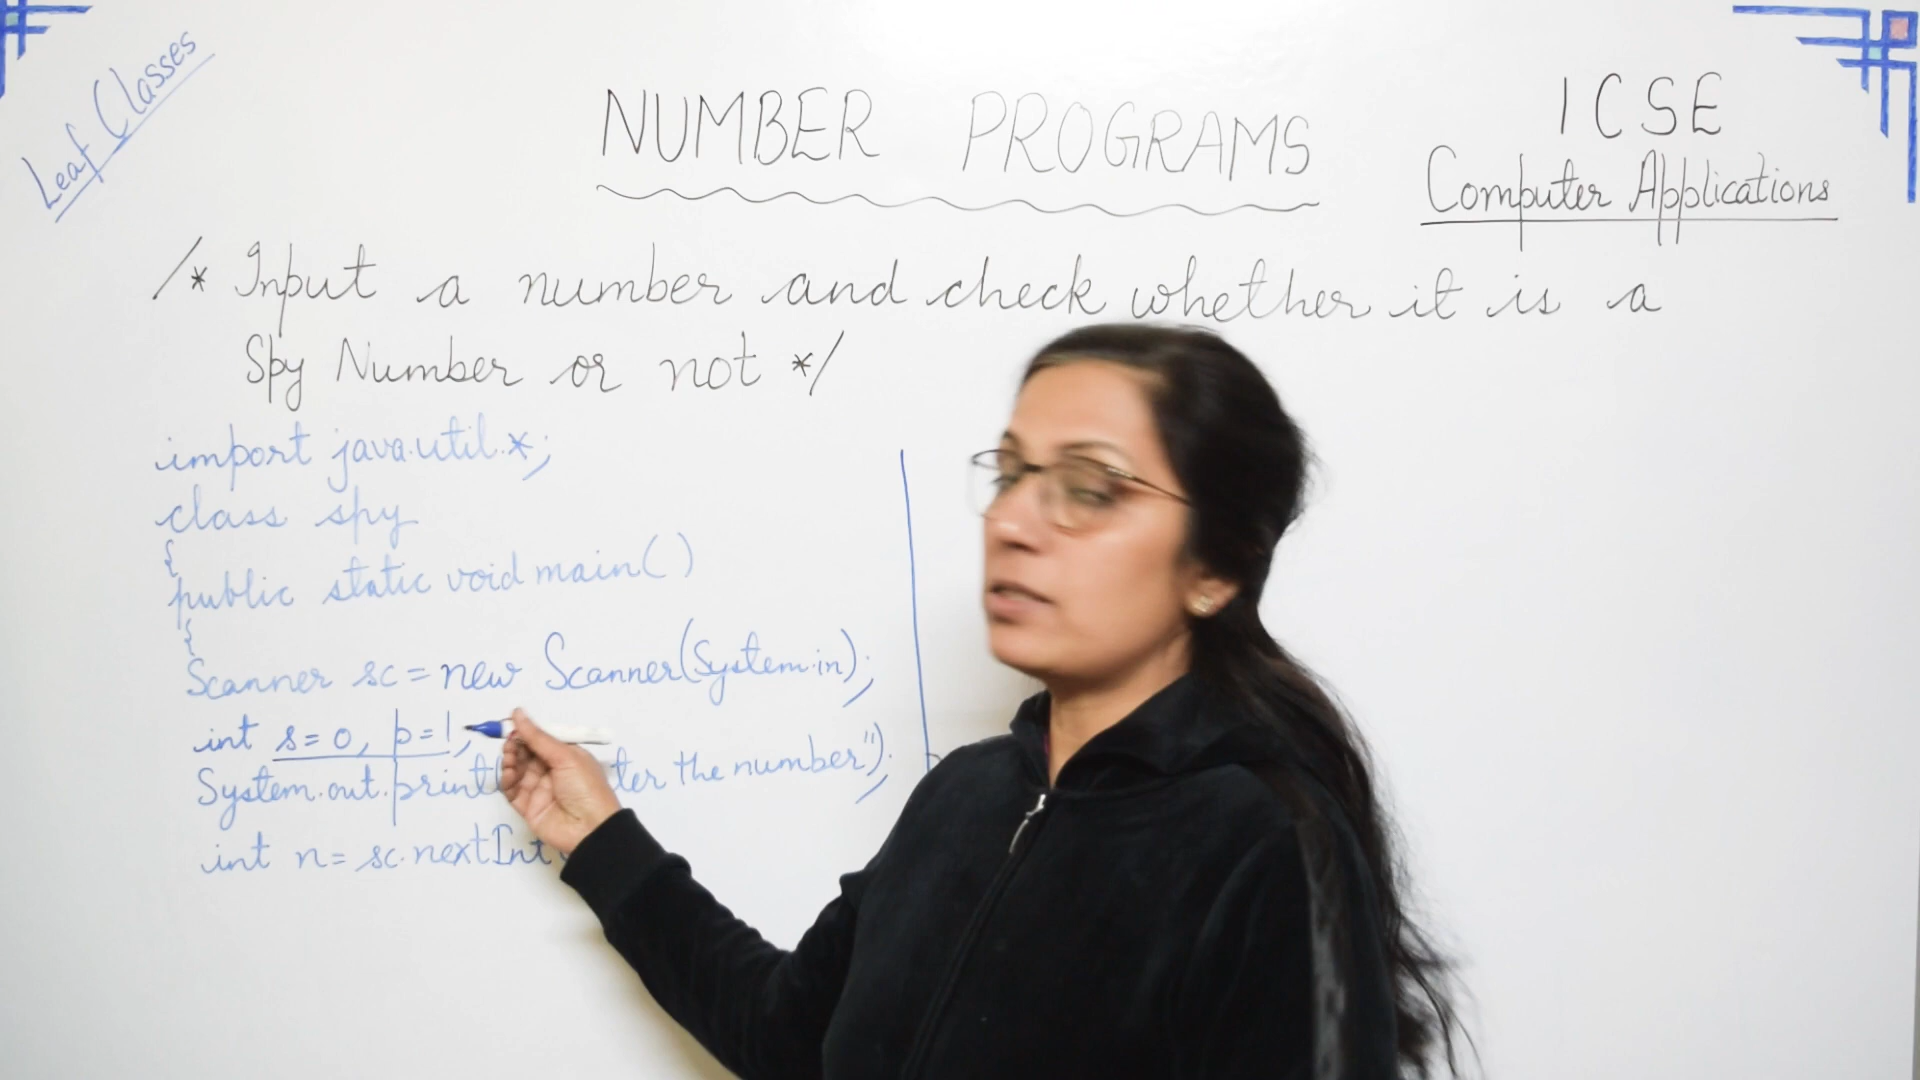 Leaf Classes
NUMBER PROGRAMS
ICSE
Computer Applications
/* Input a number and check whether it is a
Spy Number or not */
import java.util.*;
class spy
{
public static void main()
{
Scanner sc = new Scanner(System.in);
int s=0, p=1;
System.out. the number");
int n= sc.nextInt